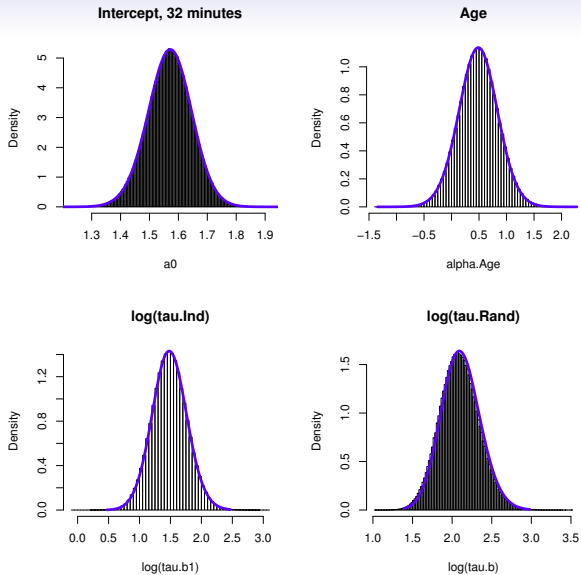 Intercept, 32 minutes
Density
0 1 2 3 4 5
1.3 1.4 1.5 1.6 1.7 1.8 1.9
a0
Age
Density
0.0 0.2 0.4 0.6 0.8 1.0
−1.5 −0.5 0.5 1.0 1.5 2.0
alpha.Age
log(tau.Ind)
Density
0.0 0.4 0.8 1.2
0.0 0.5 1.0 1.5 2.0 2.5 3.0
log(tau.b1)
log(tau.Rand)
Density
0.0 0.5 1.0 1.5
1.0 1.5 2.0 2.5 3.0 3.5
log(tau.b)